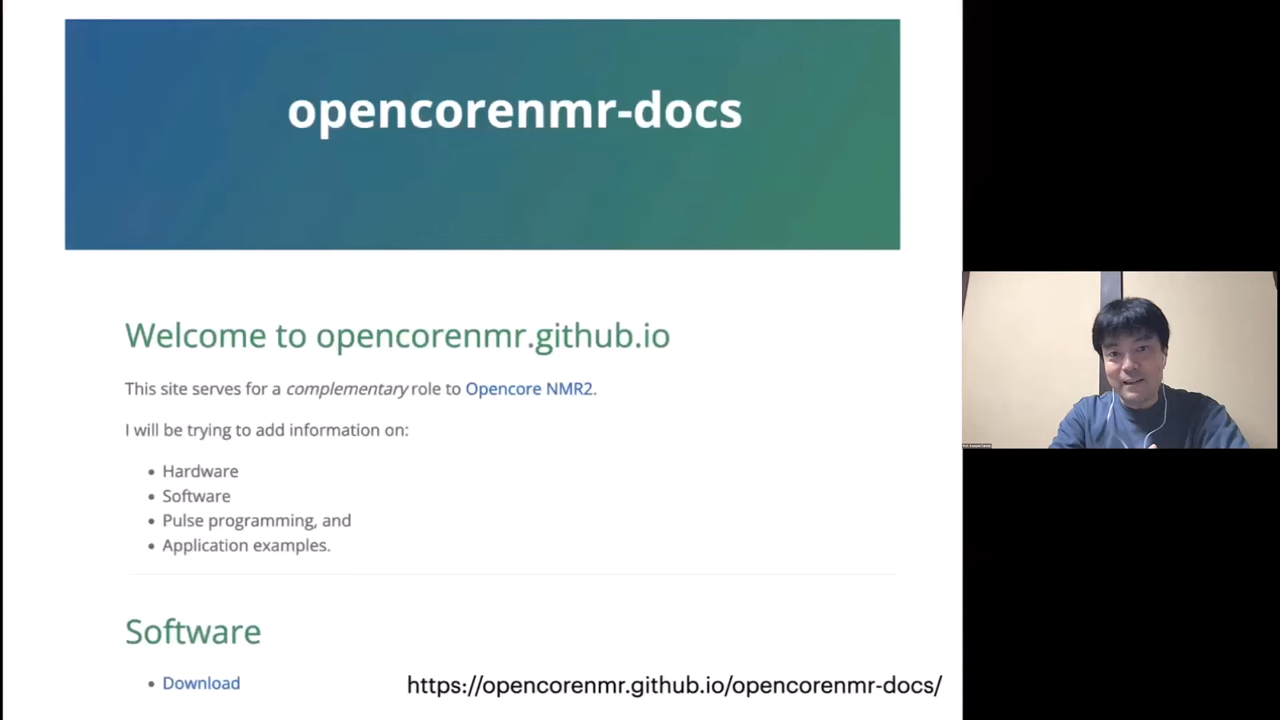 opencorenmr-docs
Welcome to opencorenmr.github.io
This site serves for a complementary role to Opencore NMR2.
I will be trying to add information on:
• Hardware
• Software
• Pulse programming, and
• Application examples.
Software
• Download
https://opencorenmr.github.io/opencorenmr-docs/